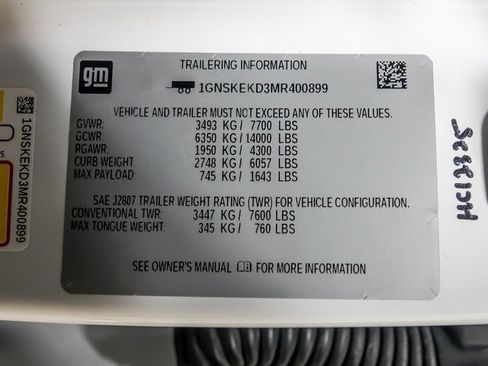 gm
TRAILERING INFORMATION
1GNSKEKD3MR400899
VEHICLE AND TRAILER MUST NOT EXCEED ANY OF THESE VALUES.
GVWR: 3493 KG / 7700 LBS
GCWR: 6350 KG / 14000 LBS
RGAWR: 1950 KG / 4300 LBS
CURB WEIGHT: 2748 KG / 6057 LBS
MAX PAYLOAD: 745 KG / 1643 LBS
SAE J2807 TRAILER WEIGHT RATING (TWR) FOR VEHICLE CONFIGURATION.
CONVENTIONAL TWR: 3447 KG / 7600 LBS
MAX TONGUE WEIGHT: 345 KG / 760 LBS
SEE OWNER'S MANUAL FOR MORE INFORMATION
1GNSKEKD3MR400899